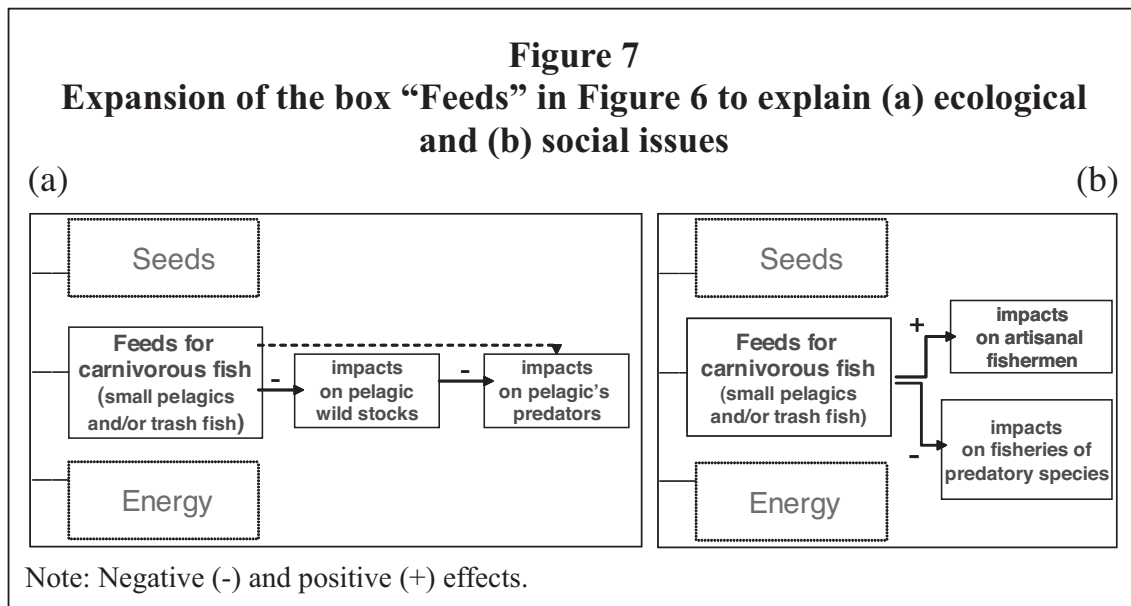 Figure 7
Expansion of the box “Feeds” in Figure 6 to explain (a) ecological
and (b) social issues
(a)
(b)
Seeds
Feeds for
carnivorous fish
(small pelagics
and/or trash fish)
-
impacts
on pelagic
wild stocks
-
impacts
on pelagic's
predators
Energy
Seeds
Feeds for
carnivorous fish
(small pelagics
and/or trash fish)
+
impacts
on artisanal
fishermen
-
impacts
on fisheries of
predatory species
Energy
Note: Negative (-) and positive (+) effects.